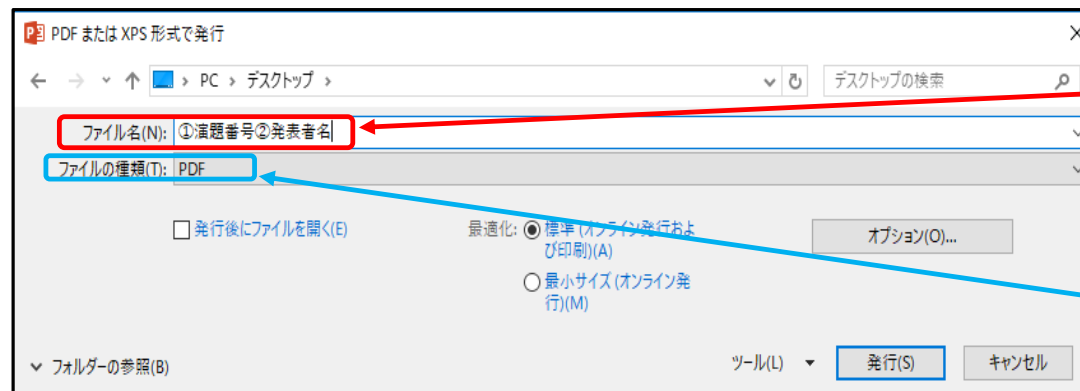 PDF または XPS 形式で発行
PC › デスクトップ ›
デスクトップの検索
ファイル名(N): ①演題番号②発表者名
ファイルの種類(T): PDF
発行後にファイルを開く(E)
最適化: 標準 (オンライン発行およ
び印刷)(A)
最小サイズ (オンライン発
行)(M)
オプション(O)...
フォルダーの参照(B)
ツール(L)
発行(S)
キャンセル